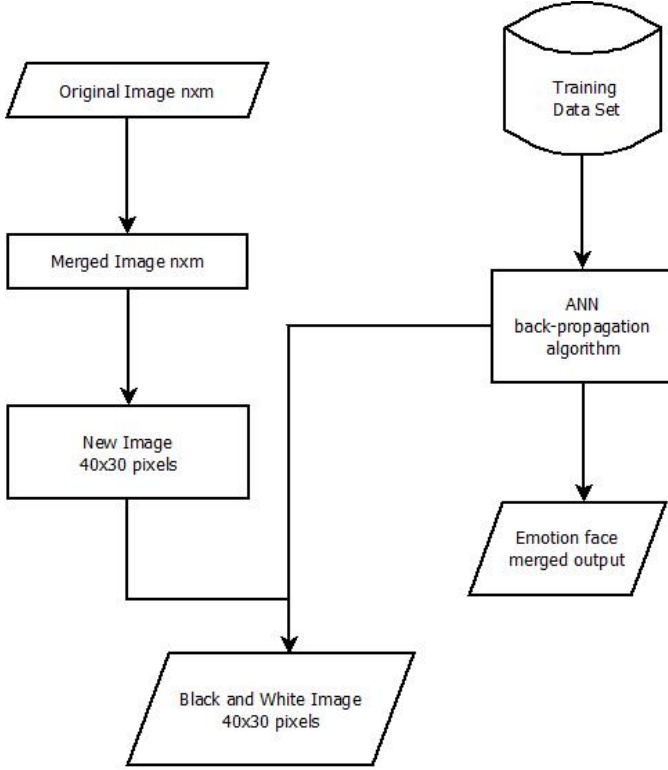 Original Image nxm
Merged Image nxm
New Image
40x30 pixels
Black and White Image
40x30 pixels
Training
Data Set
ANN
back-propagation
algorithm
Emotion face
merged output